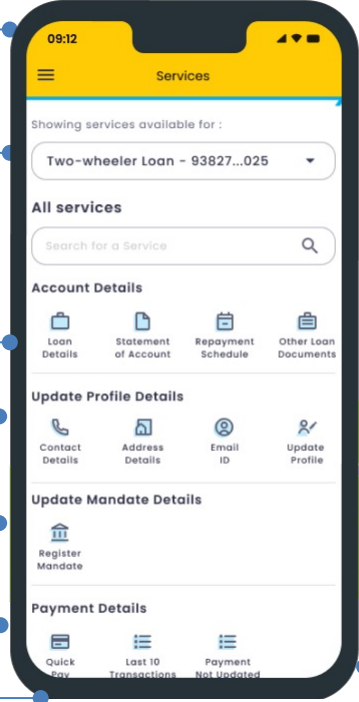 09:12
Services
Showing services available for :
Two-wheeler Loan - 93827...025
All services
Search for a Service
Account Details
Loan Details
Statement of Account
Repayment Schedule
Other Loan Documents
Update Profile Details
Contact Details
Address Details
Email ID
Update Profile
Update Mandate Details
Register Mandate
Payment Details
Quick Pay
Last 10 Transactions
Payment Not Updated